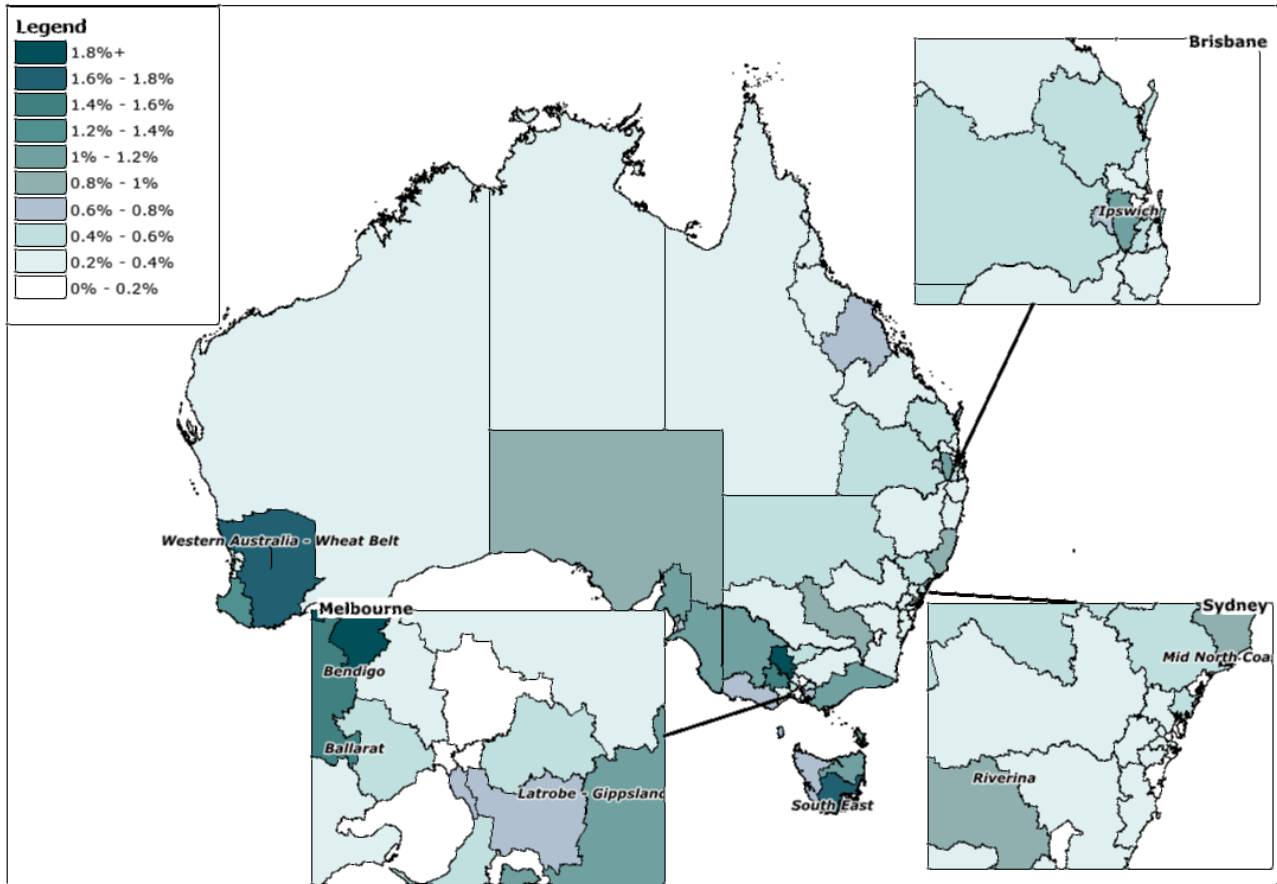 Legend
1.8%+
1.6% - 1.8%
1.4% - 1.6%
1.2% - 1.4%
1% - 1.2%
0.8% - 1%
0.6% - 0.8%
0.4% - 0.6%
0.2% - 0.4%
0% - 0.2%
Brisbane
Ipswich
Western Australia - Wheat Belt
Melbourne
Bendigo
Ballarat
Latrobe - Gippsland
South East
Sydney
Mid North Coa
Riverina